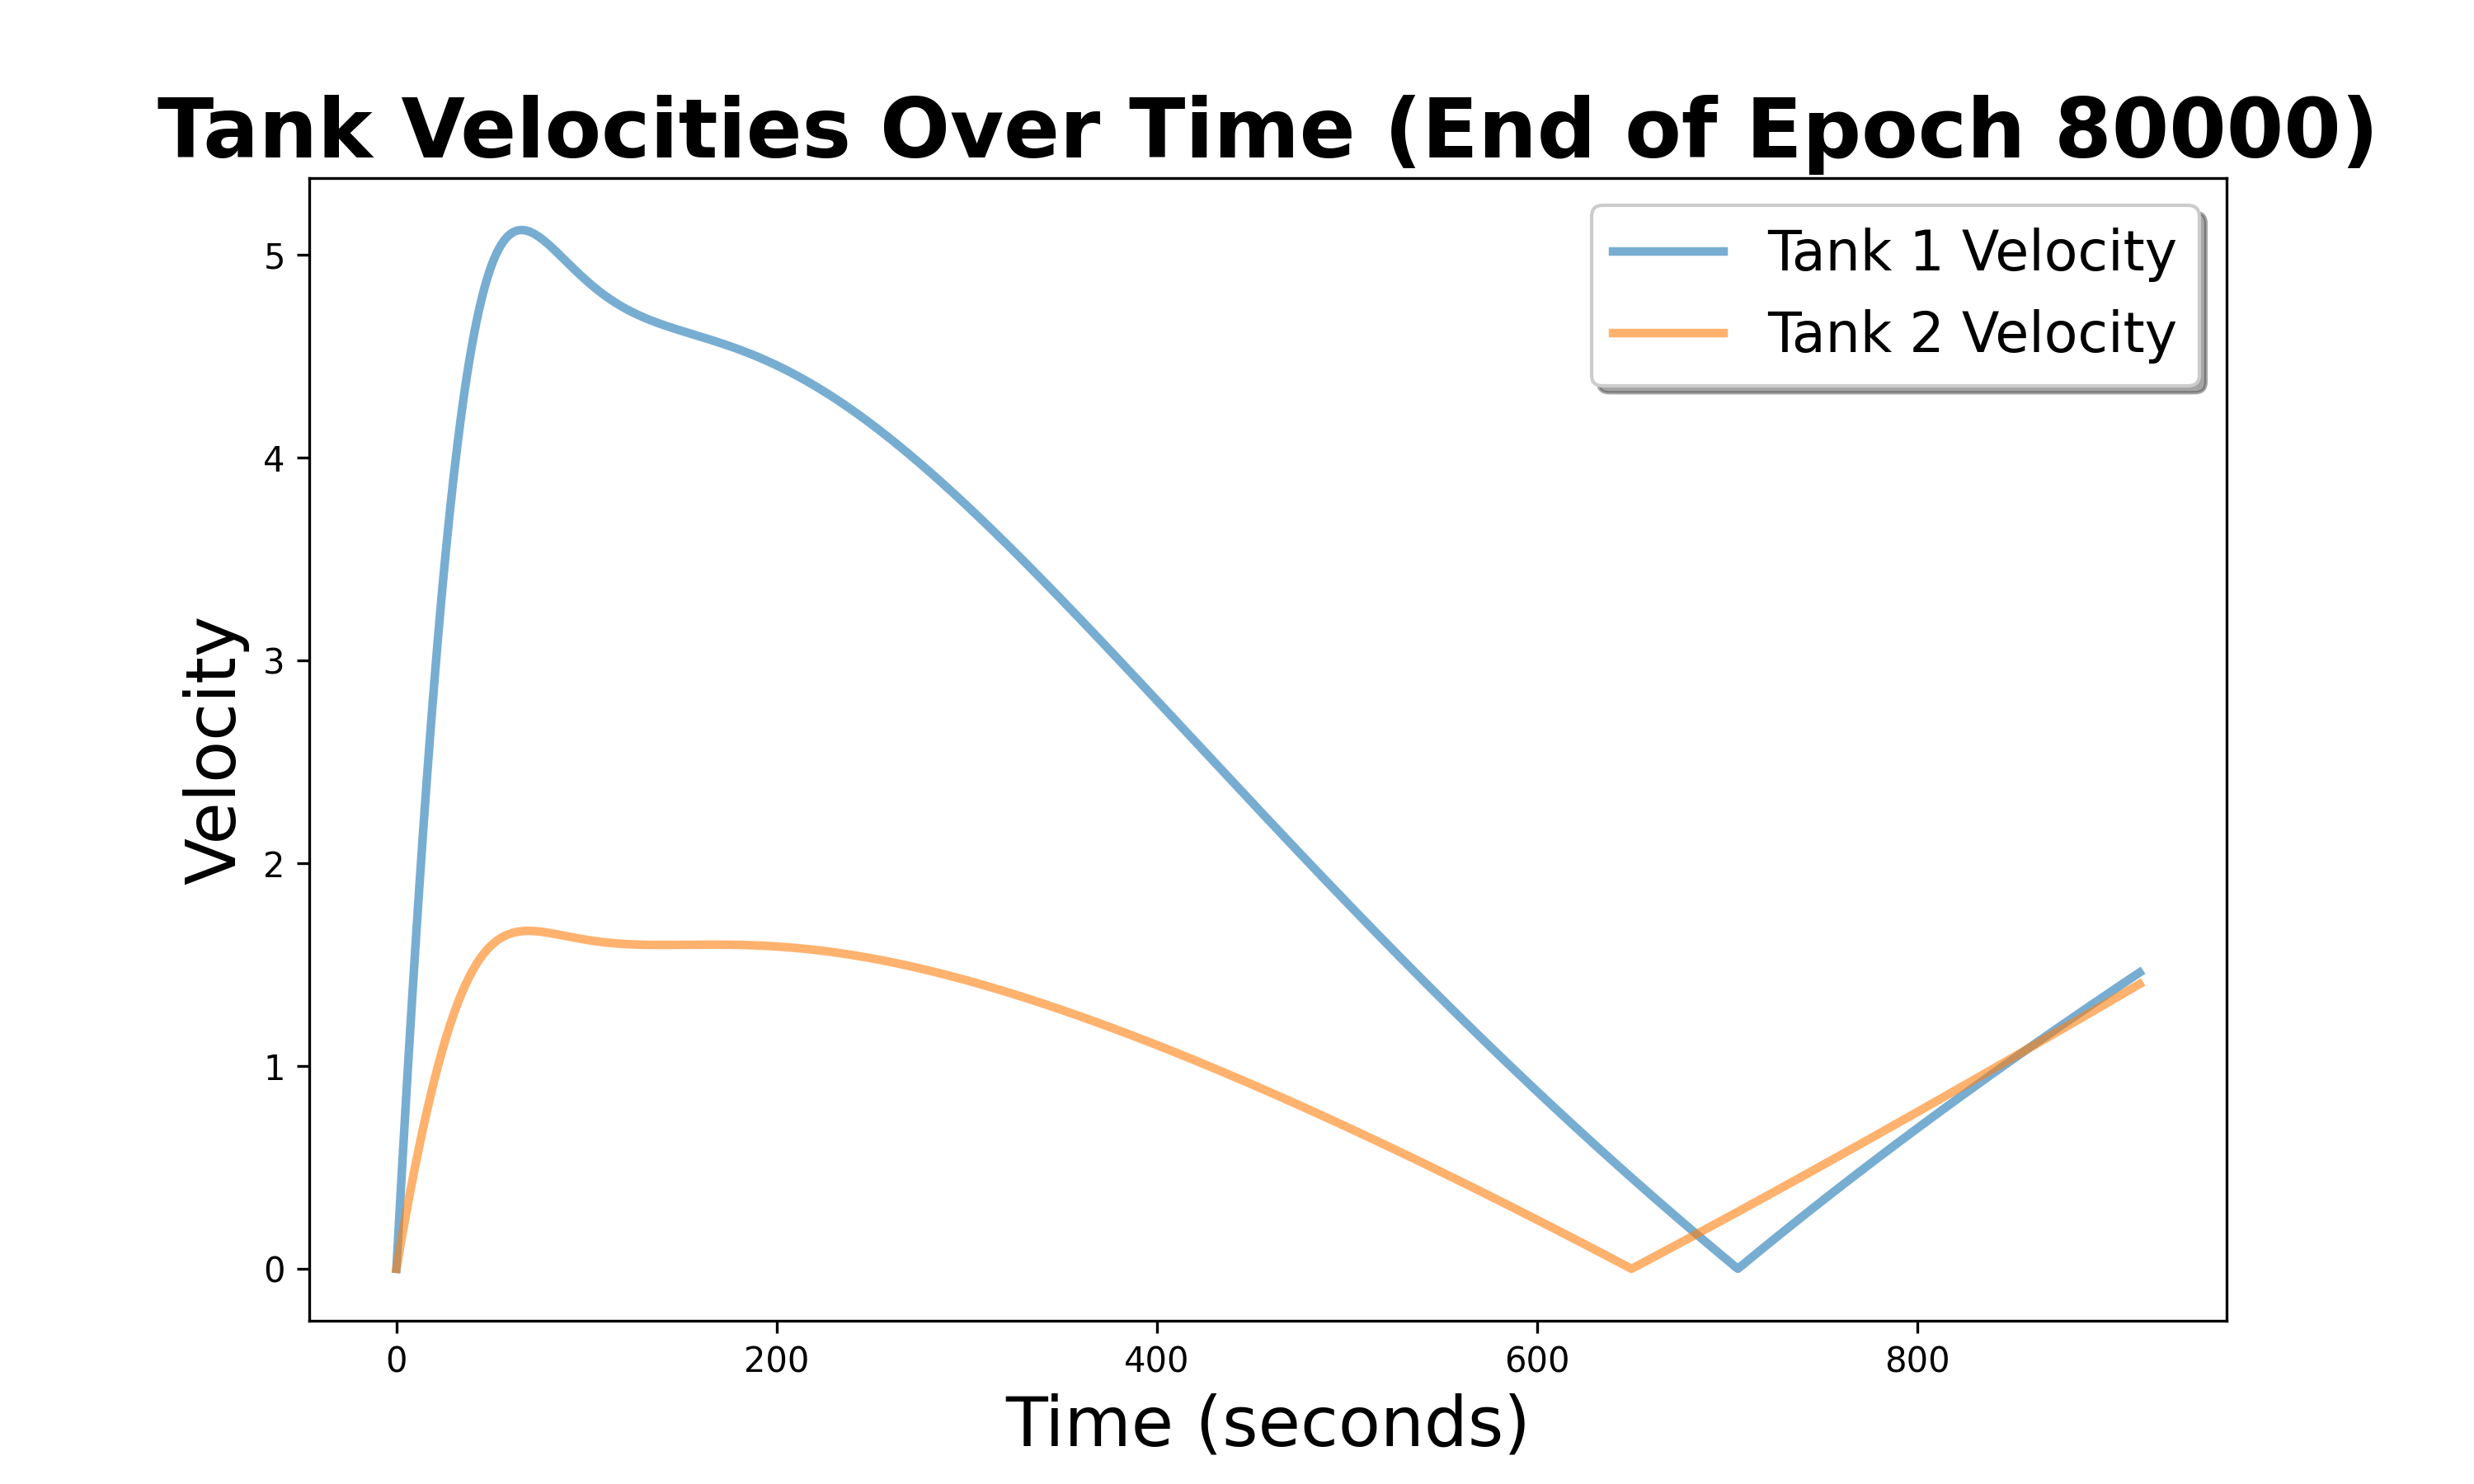 Tank Velocities Over Time (End of Epoch 80000)
Tank 1 Velocity
Tank 2 Velocity
Velocity
5
4
3
2
1
0
0 200 400 600 800
Time (seconds)